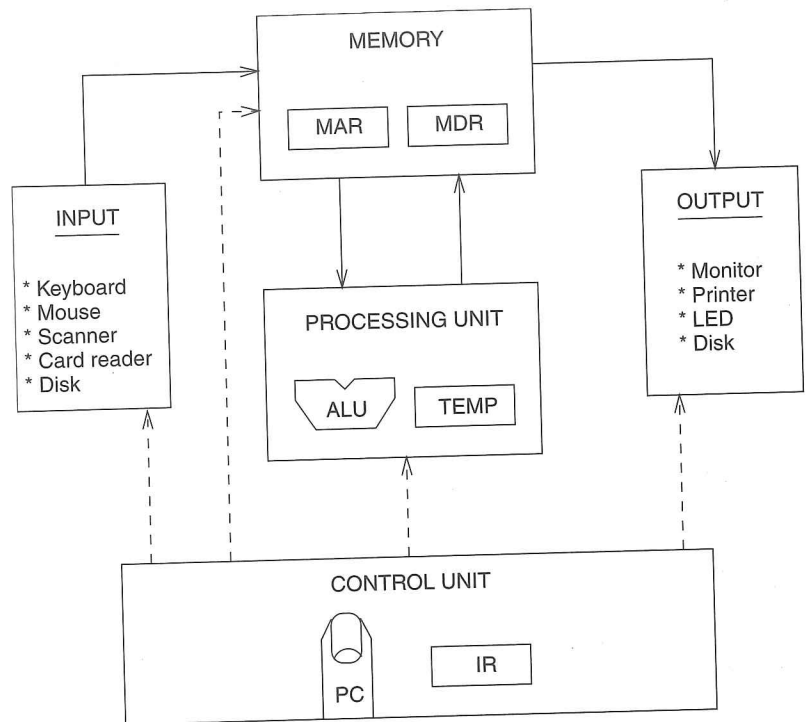 MEMORY
MAR
MDR
INPUT
* Keyboard
* Mouse
* Scanner
* Card reader
* Disk
OUTPUT
* Monitor
* Printer
* LED
* Disk
PROCESSING UNIT
ALU
TEMP
CONTROL UNIT
PC
IR